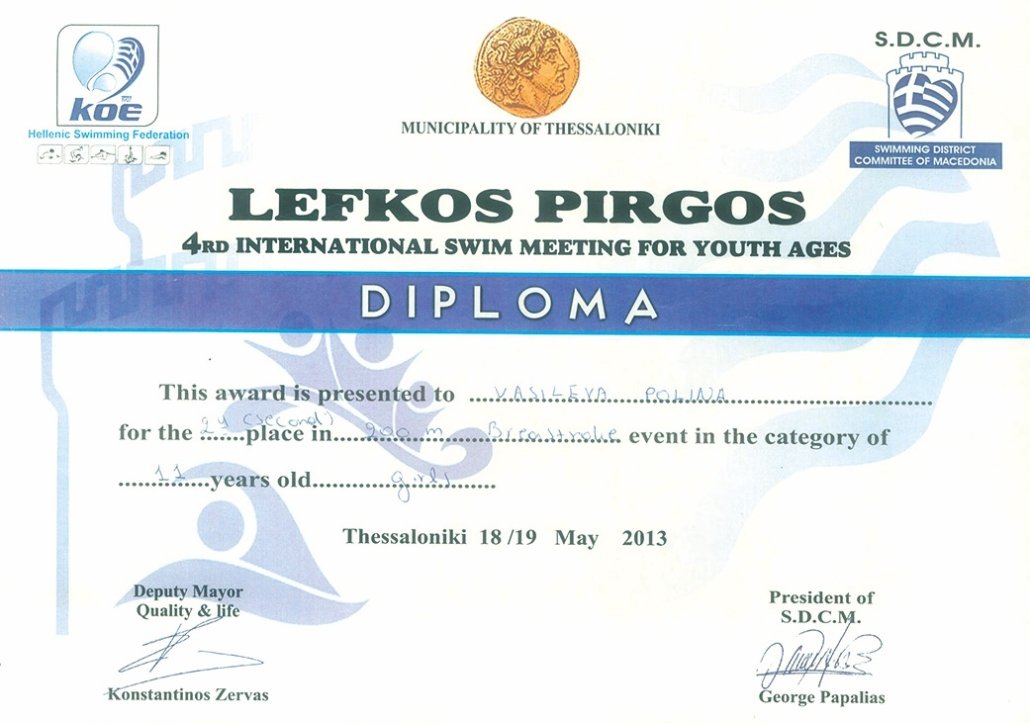 KOE
Hellenic Swimming Federation
MUNICIPALITY OF THESSALONIKI
S.D.C.M.
SWIMMING DISTRICT
COMMITTEE OF MACEDONIA
LEFKOS PIRGOS
4RD INTERNATIONAL SWIM MEETING FOR YOUTH AGES
DIPLOMA
This award is presented to ...VASILEVA POLINA...
for the ...2y (second)...place in...200 m...Breastroke... event in the category of
...11...years old...girls...
Thessaloniki 18/19 May 2013
Deputy Mayor
Quality & life
Konstantinos Zervas
President of
S.D.C.M.
George Papalias